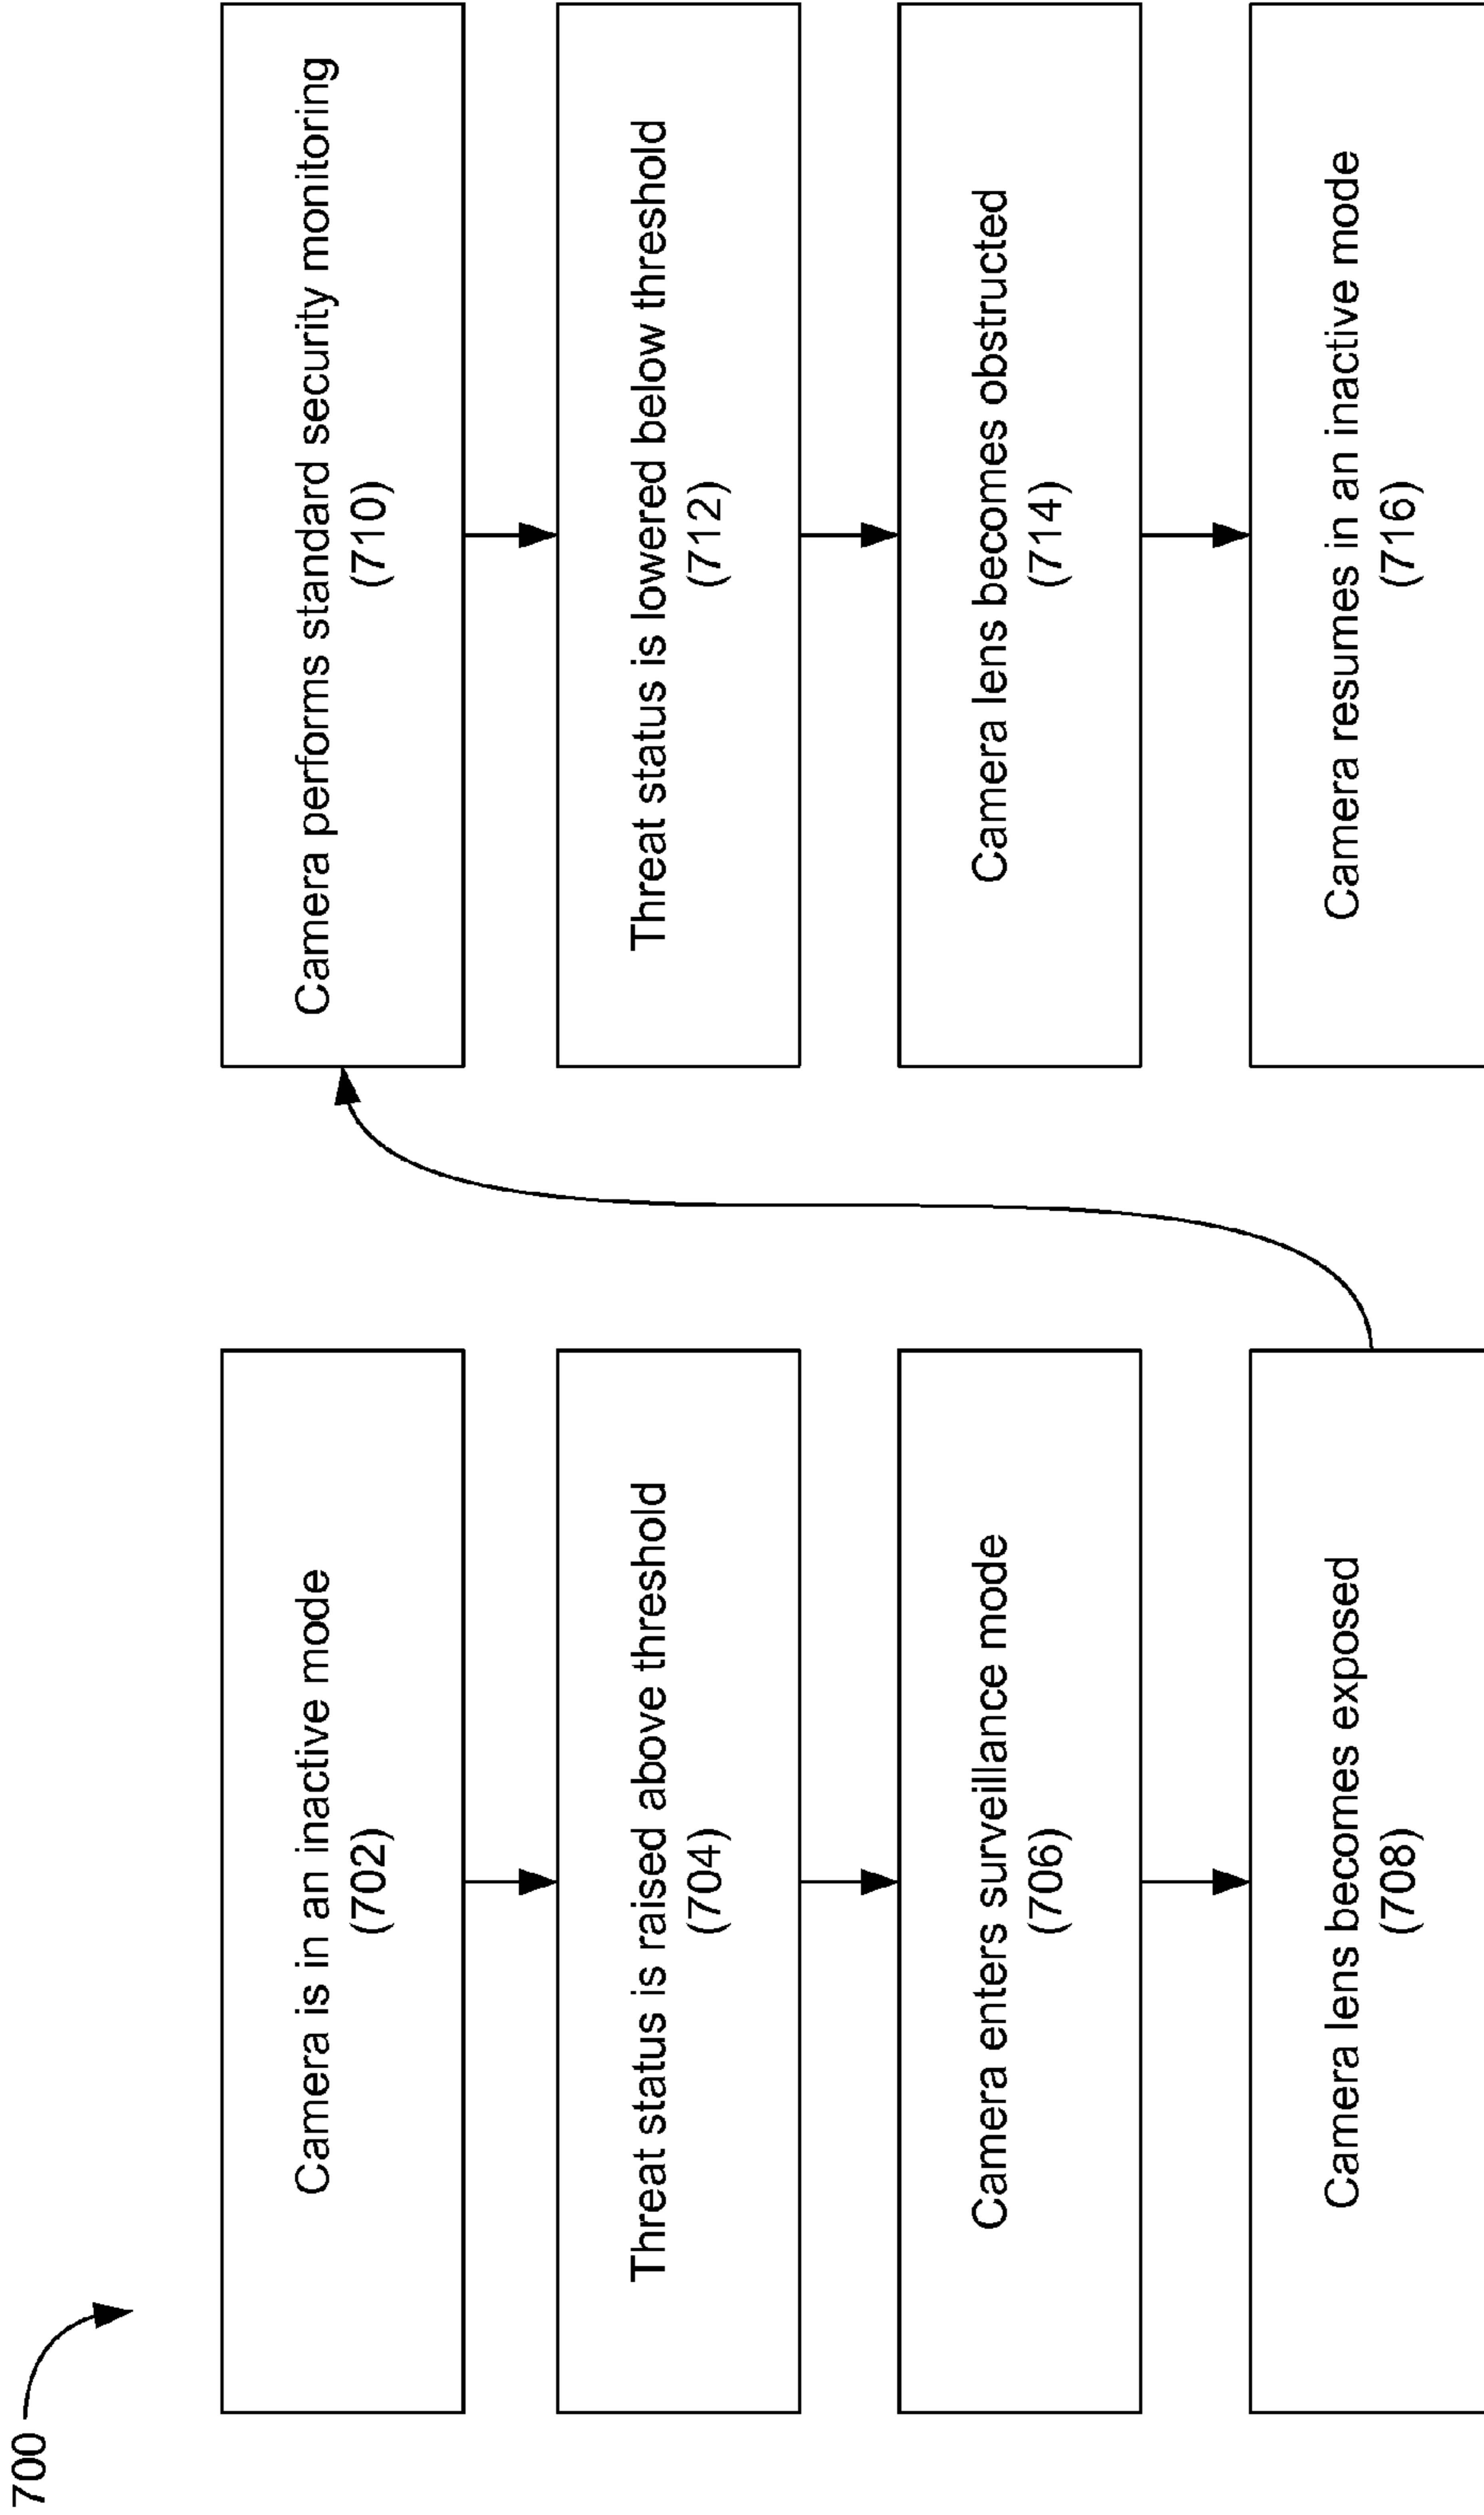 700
Camera is in an inactive mode
(702)
Threat status is raised above threshold
(704)
Camera enters surveillance mode
(706)
Camera lens becomes exposed
(708)
Camera performs standard security monitoring
(710)
Threat status is lowered below threshold
(712)
Camera lens becomes obstructed
(714)
Camera resumes in an inactive mode
(716)